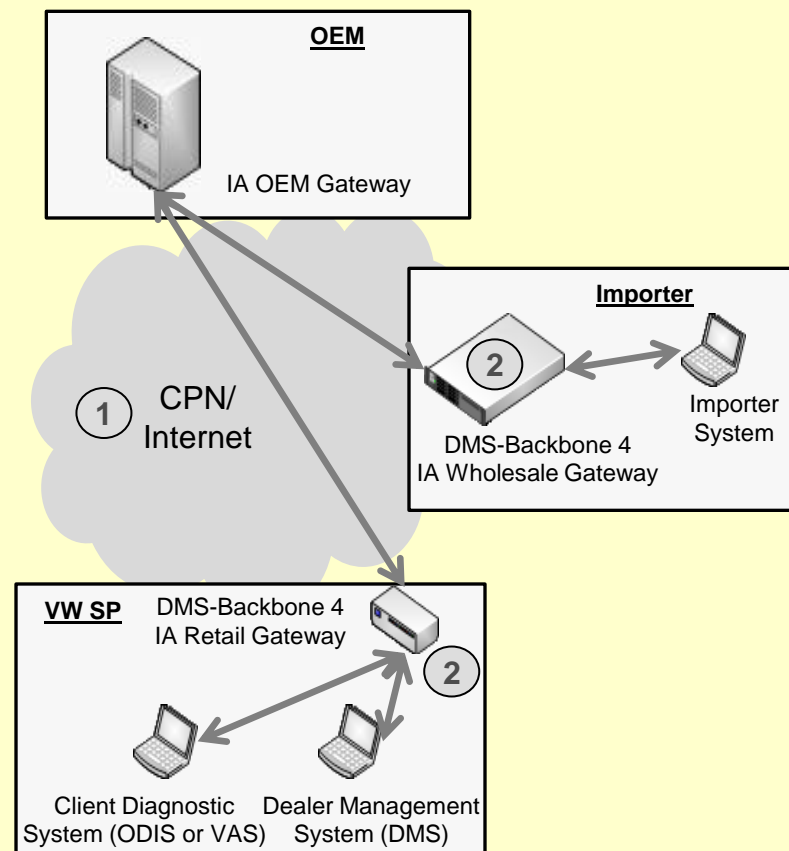 OEM
IA OEM Gateway
Importer
2
Importer
System
DMS-Backbone 4
IA Wholesale Gateway
1
CPN/
Internet
VW SP
DMS-Backbone 4
IA Retail Gateway
2
Client Diagnostic
System (ODIS or VAS)
Dealer Management
System (DMS)